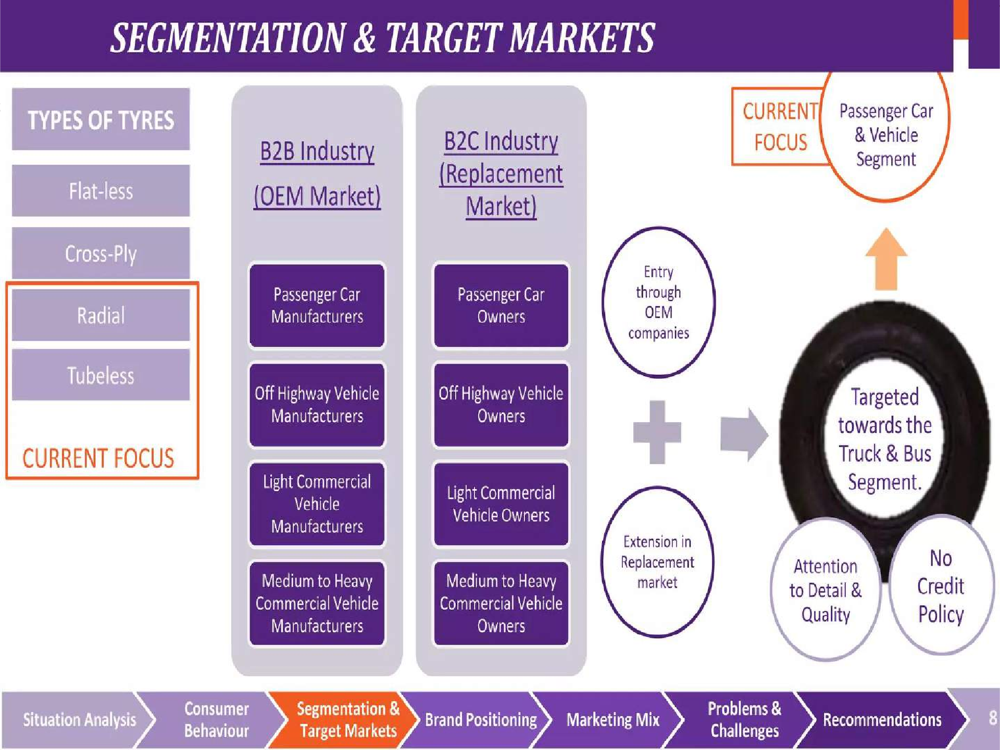 SEGMENTATION & TARGET MARKETS
TYPES OF TYRES
Flat-less
Cross-Ply
Radial
Tubeless
CURRENT FOCUS
B2B Industry
(OEM Market)
Passenger Car
Manufacturers
Off Highway Vehicle
Manufacturers
Light Commercial
Vehicle
Manufacturers
Medium to Heavy
Commercial Vehicle
Manufacturers
B2C Industry
(Replacement
Market)
Passenger Car
Owners
Off Highway Vehicle
Owners
Light Commercial
Vehicle Owners
Medium to Heavy
Commercial Vehicle
Owners
Entry
through
OEM
companies
Extension in
Replacement
market
CURRENT
FOCUS
Passenger Car
& Vehicle
Segment
Targeted
towards the
Truck & Bus
Segment.
Attention
to Detail &
Quality
No
Credit
Policy
Situation Analysis
Consumer
Behaviour
Segmentation &
Target Markets
Brand Positioning
Marketing Mix
Problems &
Challenges
Recommendations
8